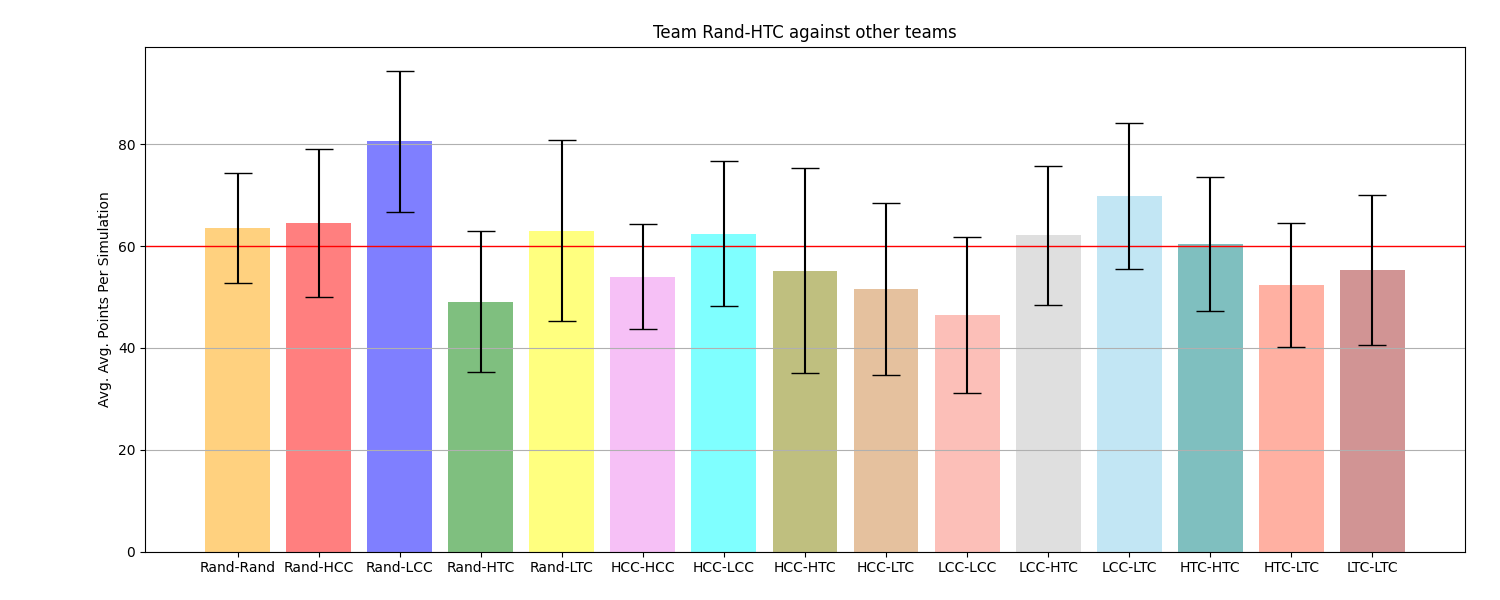 Team Rand-HTC against other teams
Avg. Avg. Points Per Simulation
80
60
40
20
0
Rand-Rand Rand-HCC Rand-LCC Rand-HTC Rand-LTC HCC-HCC HCC-LCC HCC-HTC HCC-LTC LCC-LCC LCC-HTC LCC-LTC HTC-HTC HTC-LTC LTC-LTC